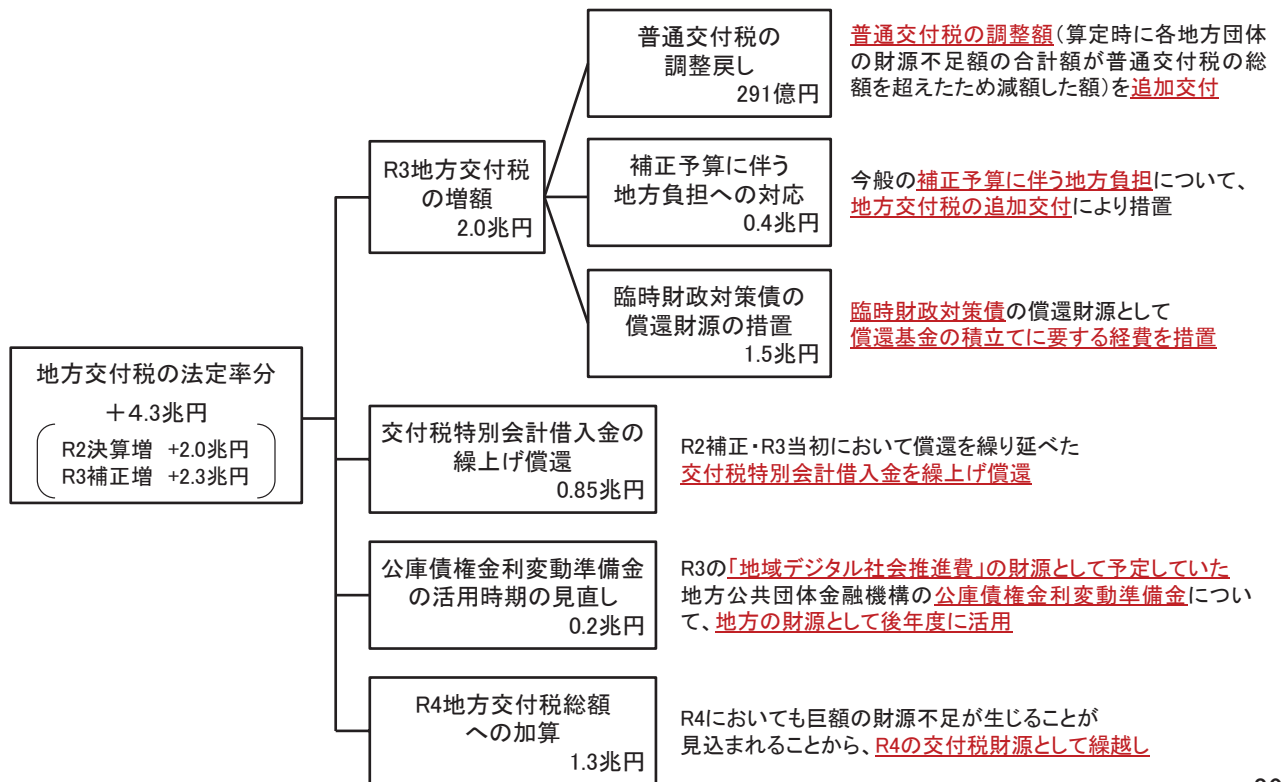 普通交付税の
調整戻し
291億円
普通交付税の調整額（算定時に各地方団体
の財源不足額の合計額が普通交付税の総
額を超えたため減額した額）を追加交付
R3地方交付税
の増額
2.0兆円
補正予算に伴う
地方負担への対応
0.4兆円
今般の補正予算に伴う地方負担について、
地方交付税の追加交付により措置
臨時財政対策債の
償還財源の措置
1.5兆円
臨時財政対策債の償還財源として
償還基金の積立てに要する経費を措置
地方交付税の法定率分
＋4.3兆円
R2決算増 +2.0兆円
R3補正増 +2.3兆円
交付税特別会計借入金の
繰上げ償還
0.85兆円
R2補正・R3当初において償還を繰り延べた
交付税特別会計借入金を繰上げ償還
公庫債権金利変動準備金
の活用時期の見直し
0.2兆円
R3の「地域デジタル社会推進費」の財源として予定していた
地方公共団体金融機構の公庫債権金利変動準備金につい
て、地方の財源として後年度に活用
R4地方交付税総額
への加算
1.3兆円
R4においても巨額の財源不足が生じることが
見込まれることから、R4の交付税財源として繰越し